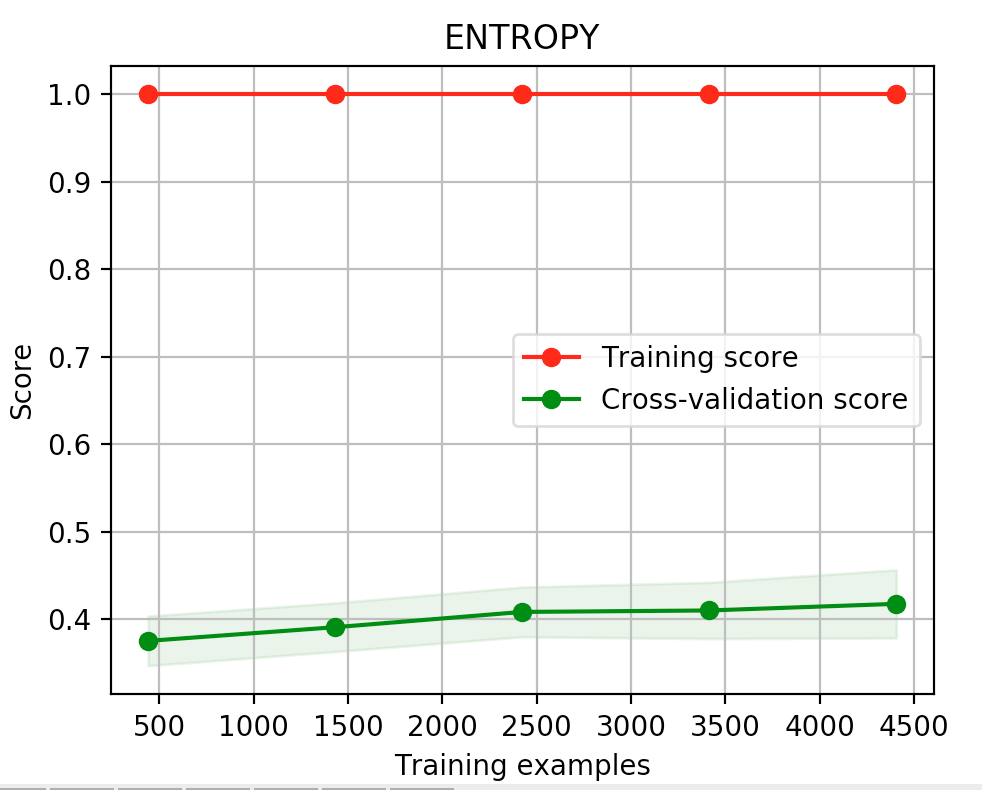 ENTROPY
1.0
0.9
0.8
0.7
0.6
0.5
0.4
Score
Training score
Cross-validation score
500 1000 1500 2000 2500 3000 3500 4000 4500
Training examples